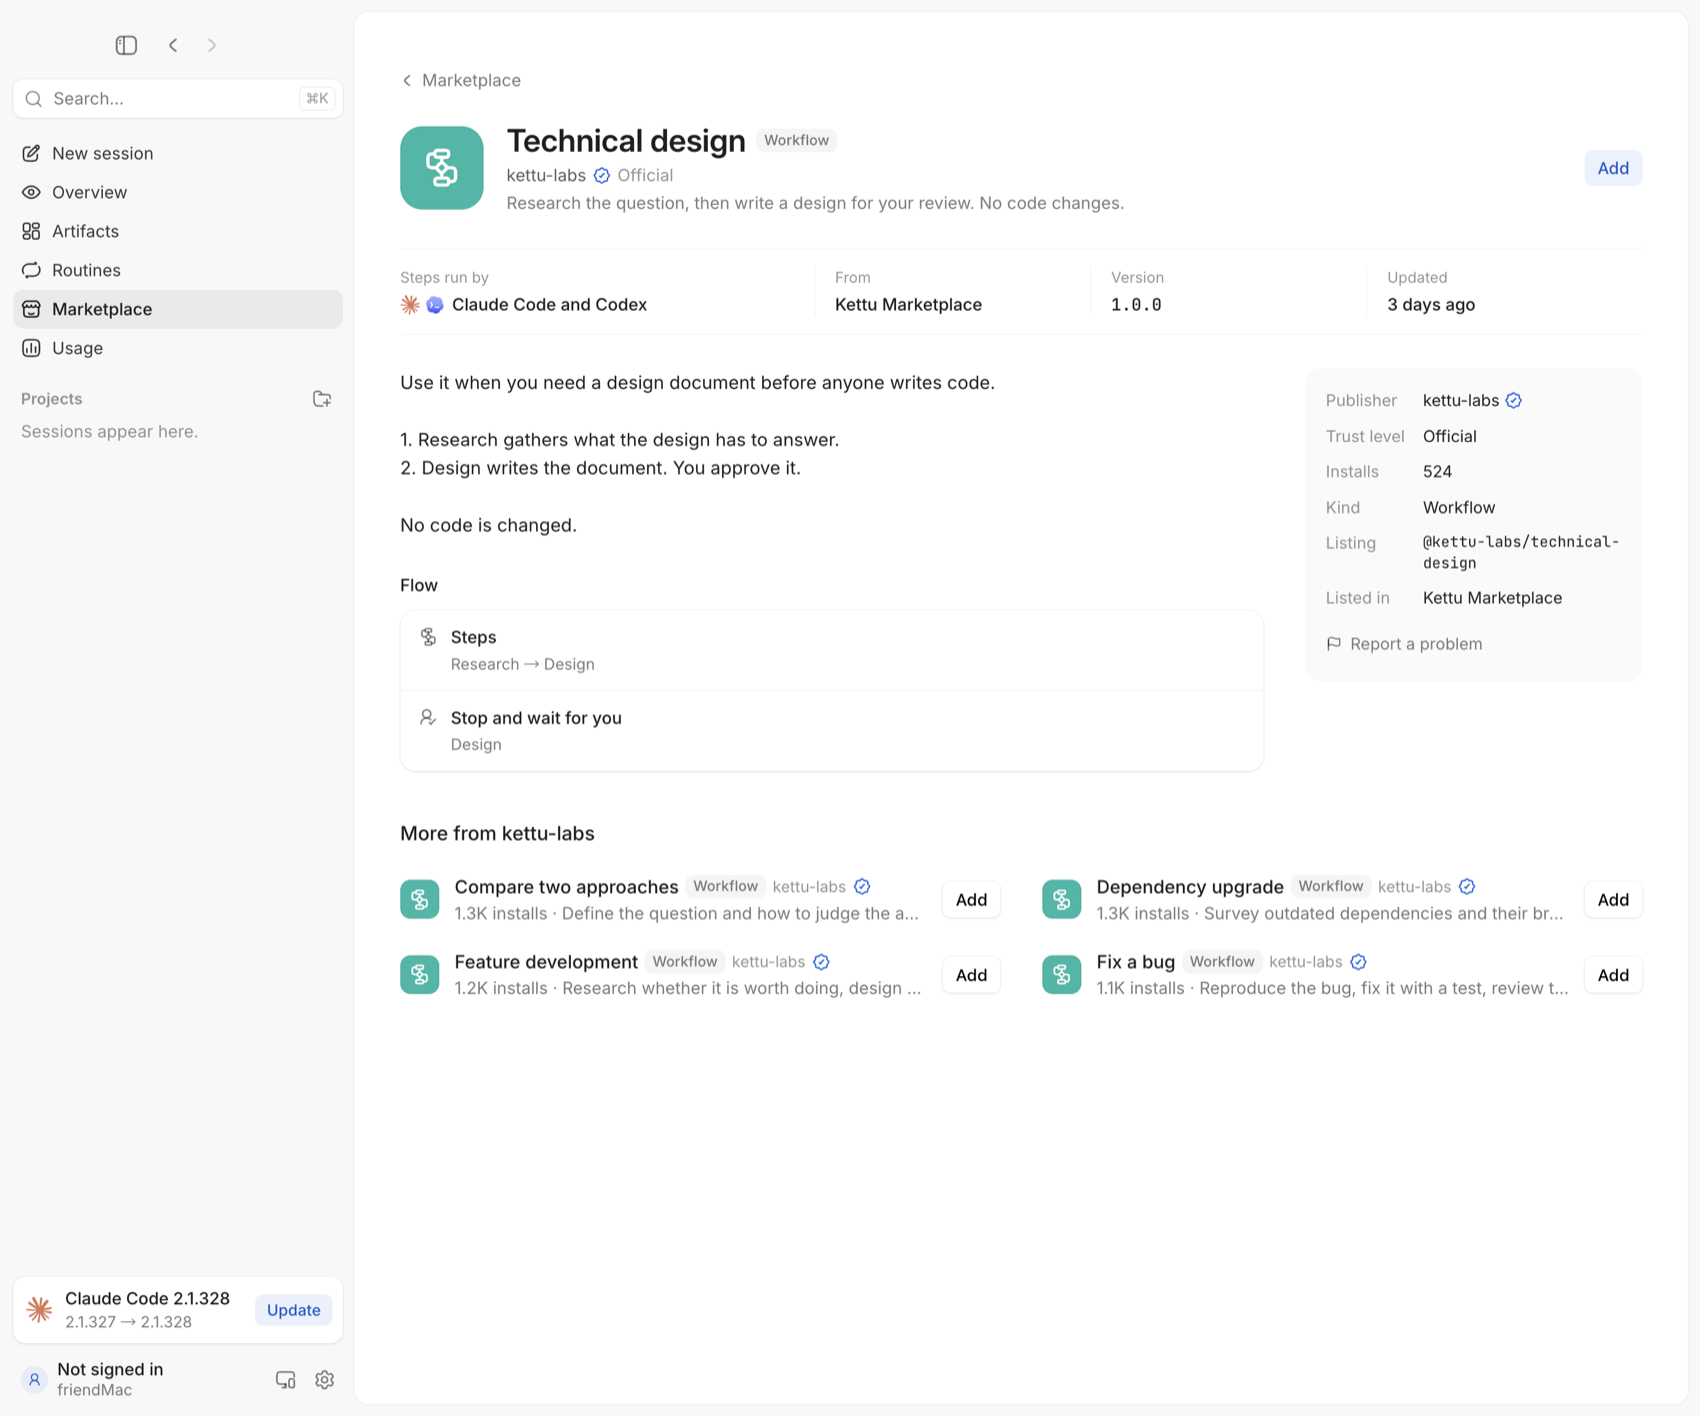 Search...
⌘K
New session
Overview
Artifacts
Routines
Marketplace
Usage
Projects
Sessions appear here.
Claude Code 2.1.328
2.1.327 → 2.1.328
Update
Not signed in
friendMac
Marketplace
Technical design
Workflow
kettu-labs
Official
Research the question, then write a design for your review. No code changes.
Add
Steps run by
Claude Code and Codex
From
Kettu Marketplace
Version
1.0.0
Updated
3 days ago
Use it when you need a design document before anyone writes code.
1. Research gathers what the design has to answer.
2. Design writes the document. You approve it.
No code is changed.
Flow
Steps
Research → Design
Stop and wait for you
Design
Publisher kettu-labs
Trust level Official
Installs 524
Kind Workflow
Listing @kettu-labs/technical-
design
Listed in Kettu Marketplace
Report a problem
More from kettu-labs
Compare two approaches Workflow kettu-labs
1.3K installs · Define the question and how to judge the a...
Add
Dependency upgrade Workflow kettu-labs
1.3K installs · Survey outdated dependencies and their br...
Add
Feature development Workflow kettu-labs
1.2K installs · Research whether it is worth doing, design ...
Add
Fix a bug Workflow kettu-labs
1.1K installs · Reproduce the bug, fix it with a test, review t...
Add